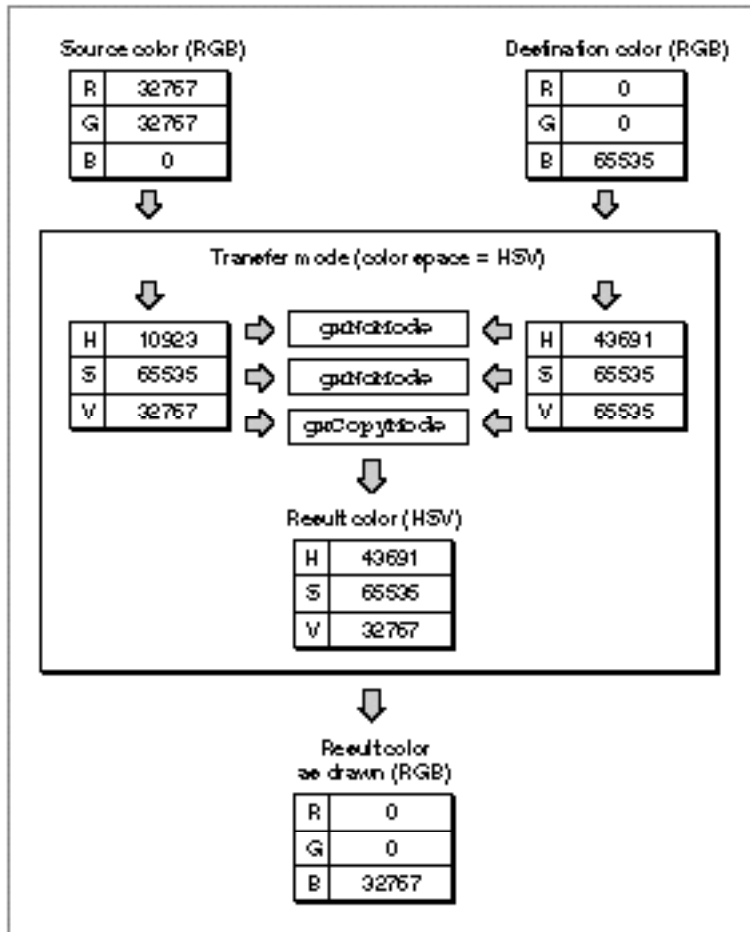 Source color (RGB)
Destination color (RGB)
R 32767
G 32767
B 0
R 0
G 0
B 65535
Transfer mode (color space = HSV)
H 10923
S 65535
V 32767
gxNoMode
gxNoMode
gxCopyMode
H 43691
S 65535
V 65535
Result color (HSV)
H 43691
S 65535
V 32767
Result color
as drawn (RGB)
R 0
G 0
B 32767